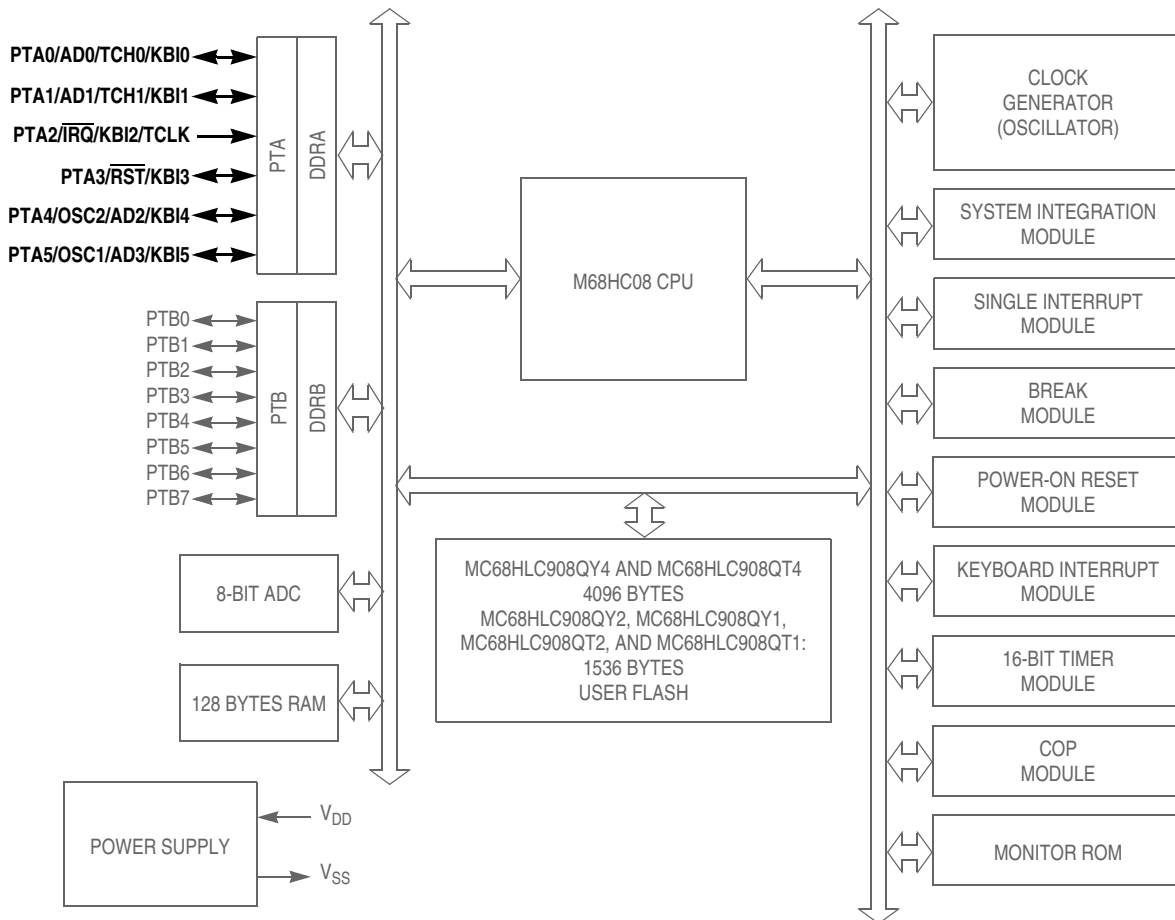 PTA0/AD0/TCH0/KBI0
PTA1/AD1/TCH1/KBI1
PTA2/I̅R̅Q̅/KBI2/TCLK
PTA3/R̅S̅T̅/KBI3
PTA4/OSC2/AD2/KBI4
PTA5/OSC1/AD3/KBI5
PTA
DDRA
PTB0
PTB1
PTB2
PTB3
PTB4
PTB5
PTB6
PTB7
PTB
DDRB
8-BIT ADC
128 BYTES RAM
POWER SUPPLY
VDD
VSS
M68HC08 CPU
MC68HLC908QY4 AND MC68HLC908QT4
4096 BYTES
MC68HLC908QY2, MC68HLC908QY1,
MC68HLC908QT2, AND MC68HLC908QT1:
1536 BYTES
USER FLASH
CLOCK
GENERATOR
(OSCILLATOR)
SYSTEM INTEGRATION
MODULE
SINGLE INTERRUPT
MODULE
BREAK
MODULE
POWER-ON RESET
MODULE
KEYBOARD INTERRUPT
MODULE
16-BIT TIMER
MODULE
COP
MODULE
MONITOR ROM